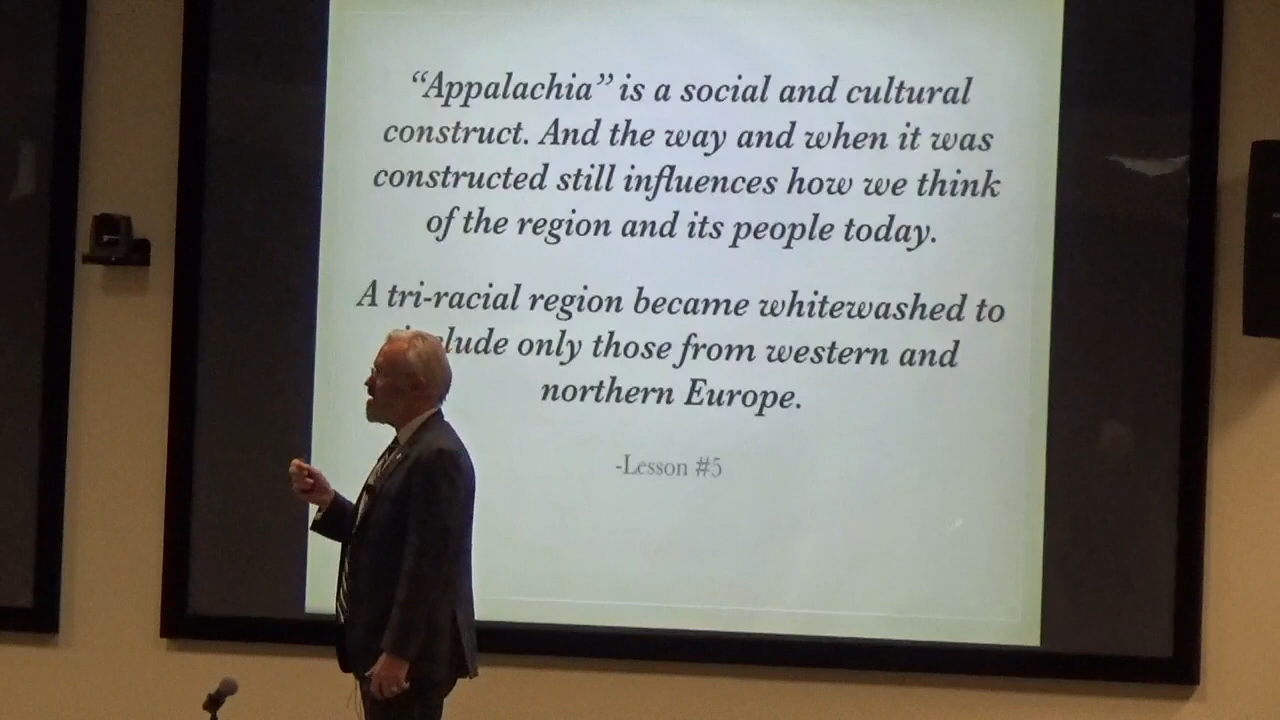 “Appalachia” is a social and cultural
construct. And the way and when it was
constructed still influences how we think
of the region and its people today.
A tri-racial region became whitewashed to
include only those from western and
northern Europe.
-Lesson #5